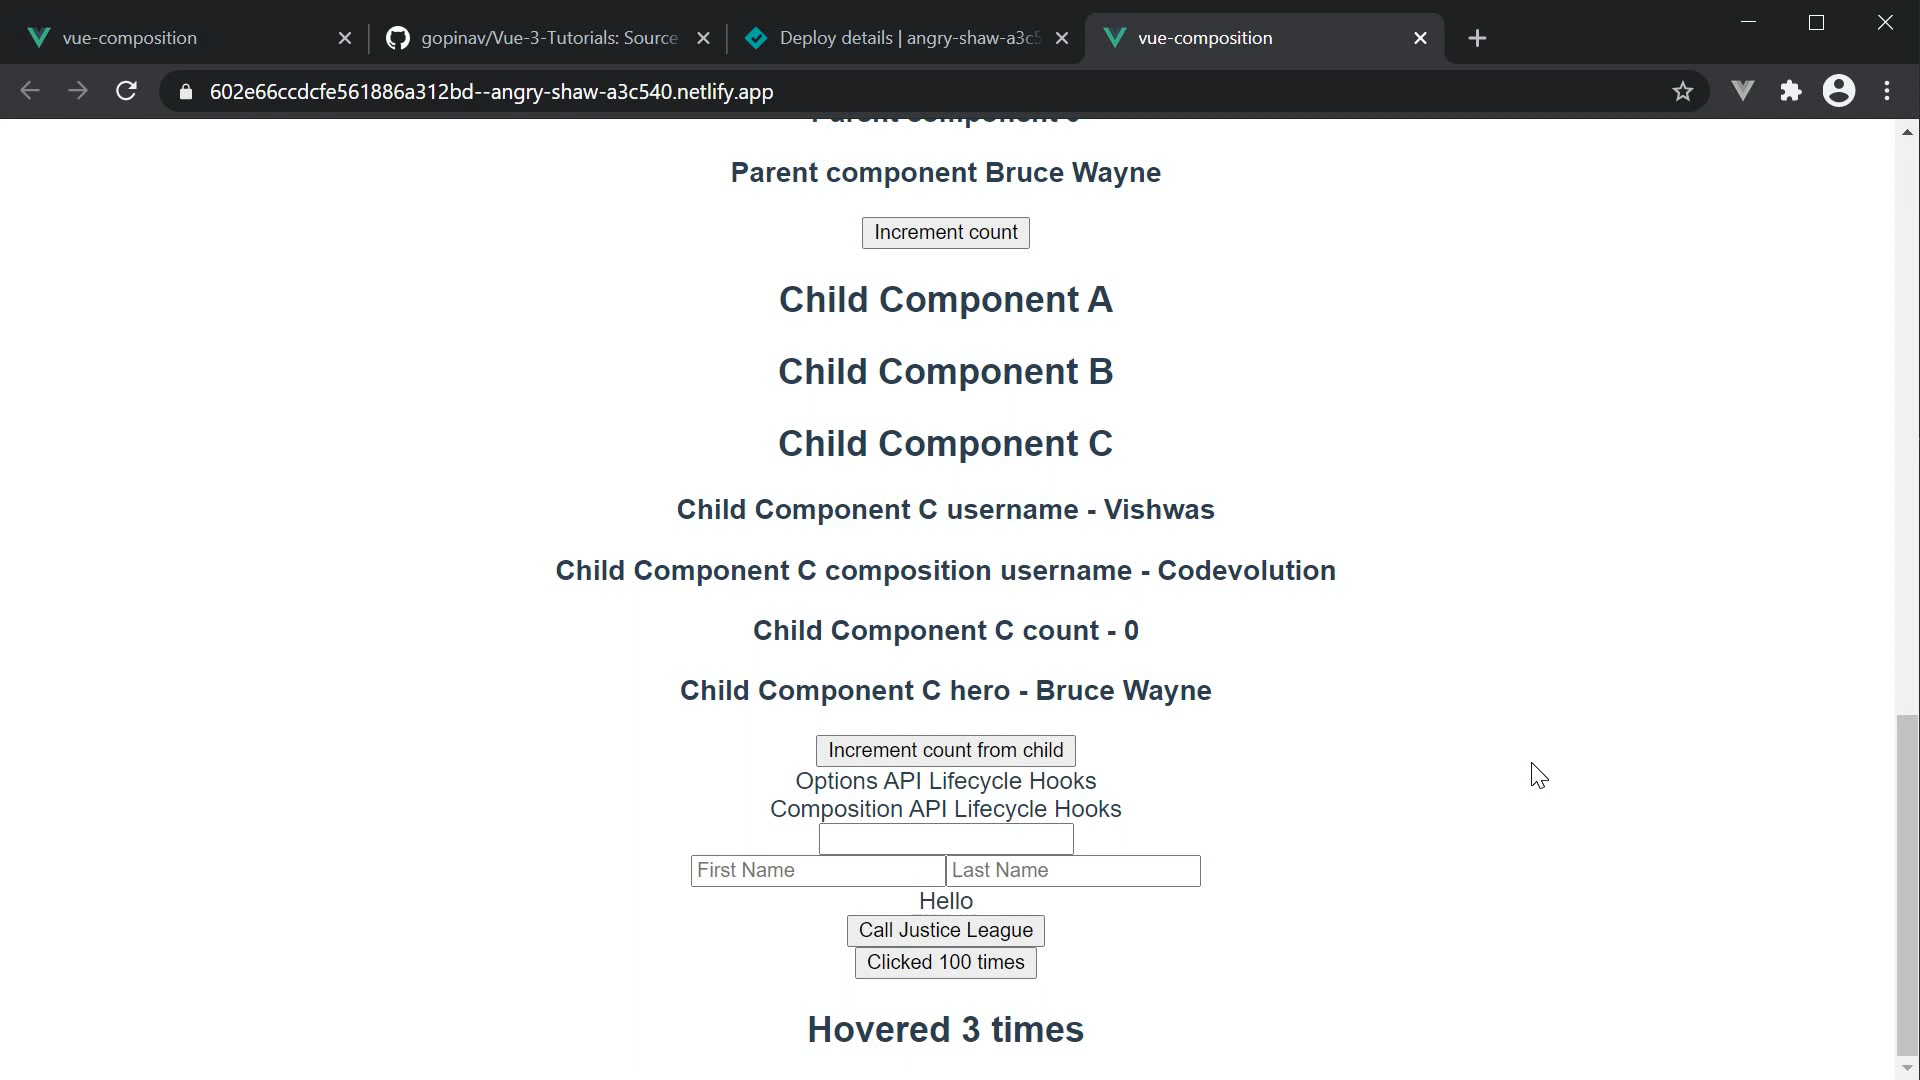 vue-composition
gopinav/Vue-3-Tutorials: Source
Deploy details | angry-shaw-a3c5
vue-composition
602e66ccdcfe561886a312bd--angry-shaw-a3c540.netlify.app
Parent component 0
Parent component Bruce Wayne
Increment count
Child Component A
Child Component B
Child Component C
Child Component C username - Vishwas
Child Component C composition username - Codevolution
Child Component C count - 0
Child Component C hero - Bruce Wayne
Increment count from child
Options API Lifecycle Hooks
Composition API Lifecycle Hooks
First Name Last Name
Hello
Call Justice League
Clicked 100 times
Hovered 3 times